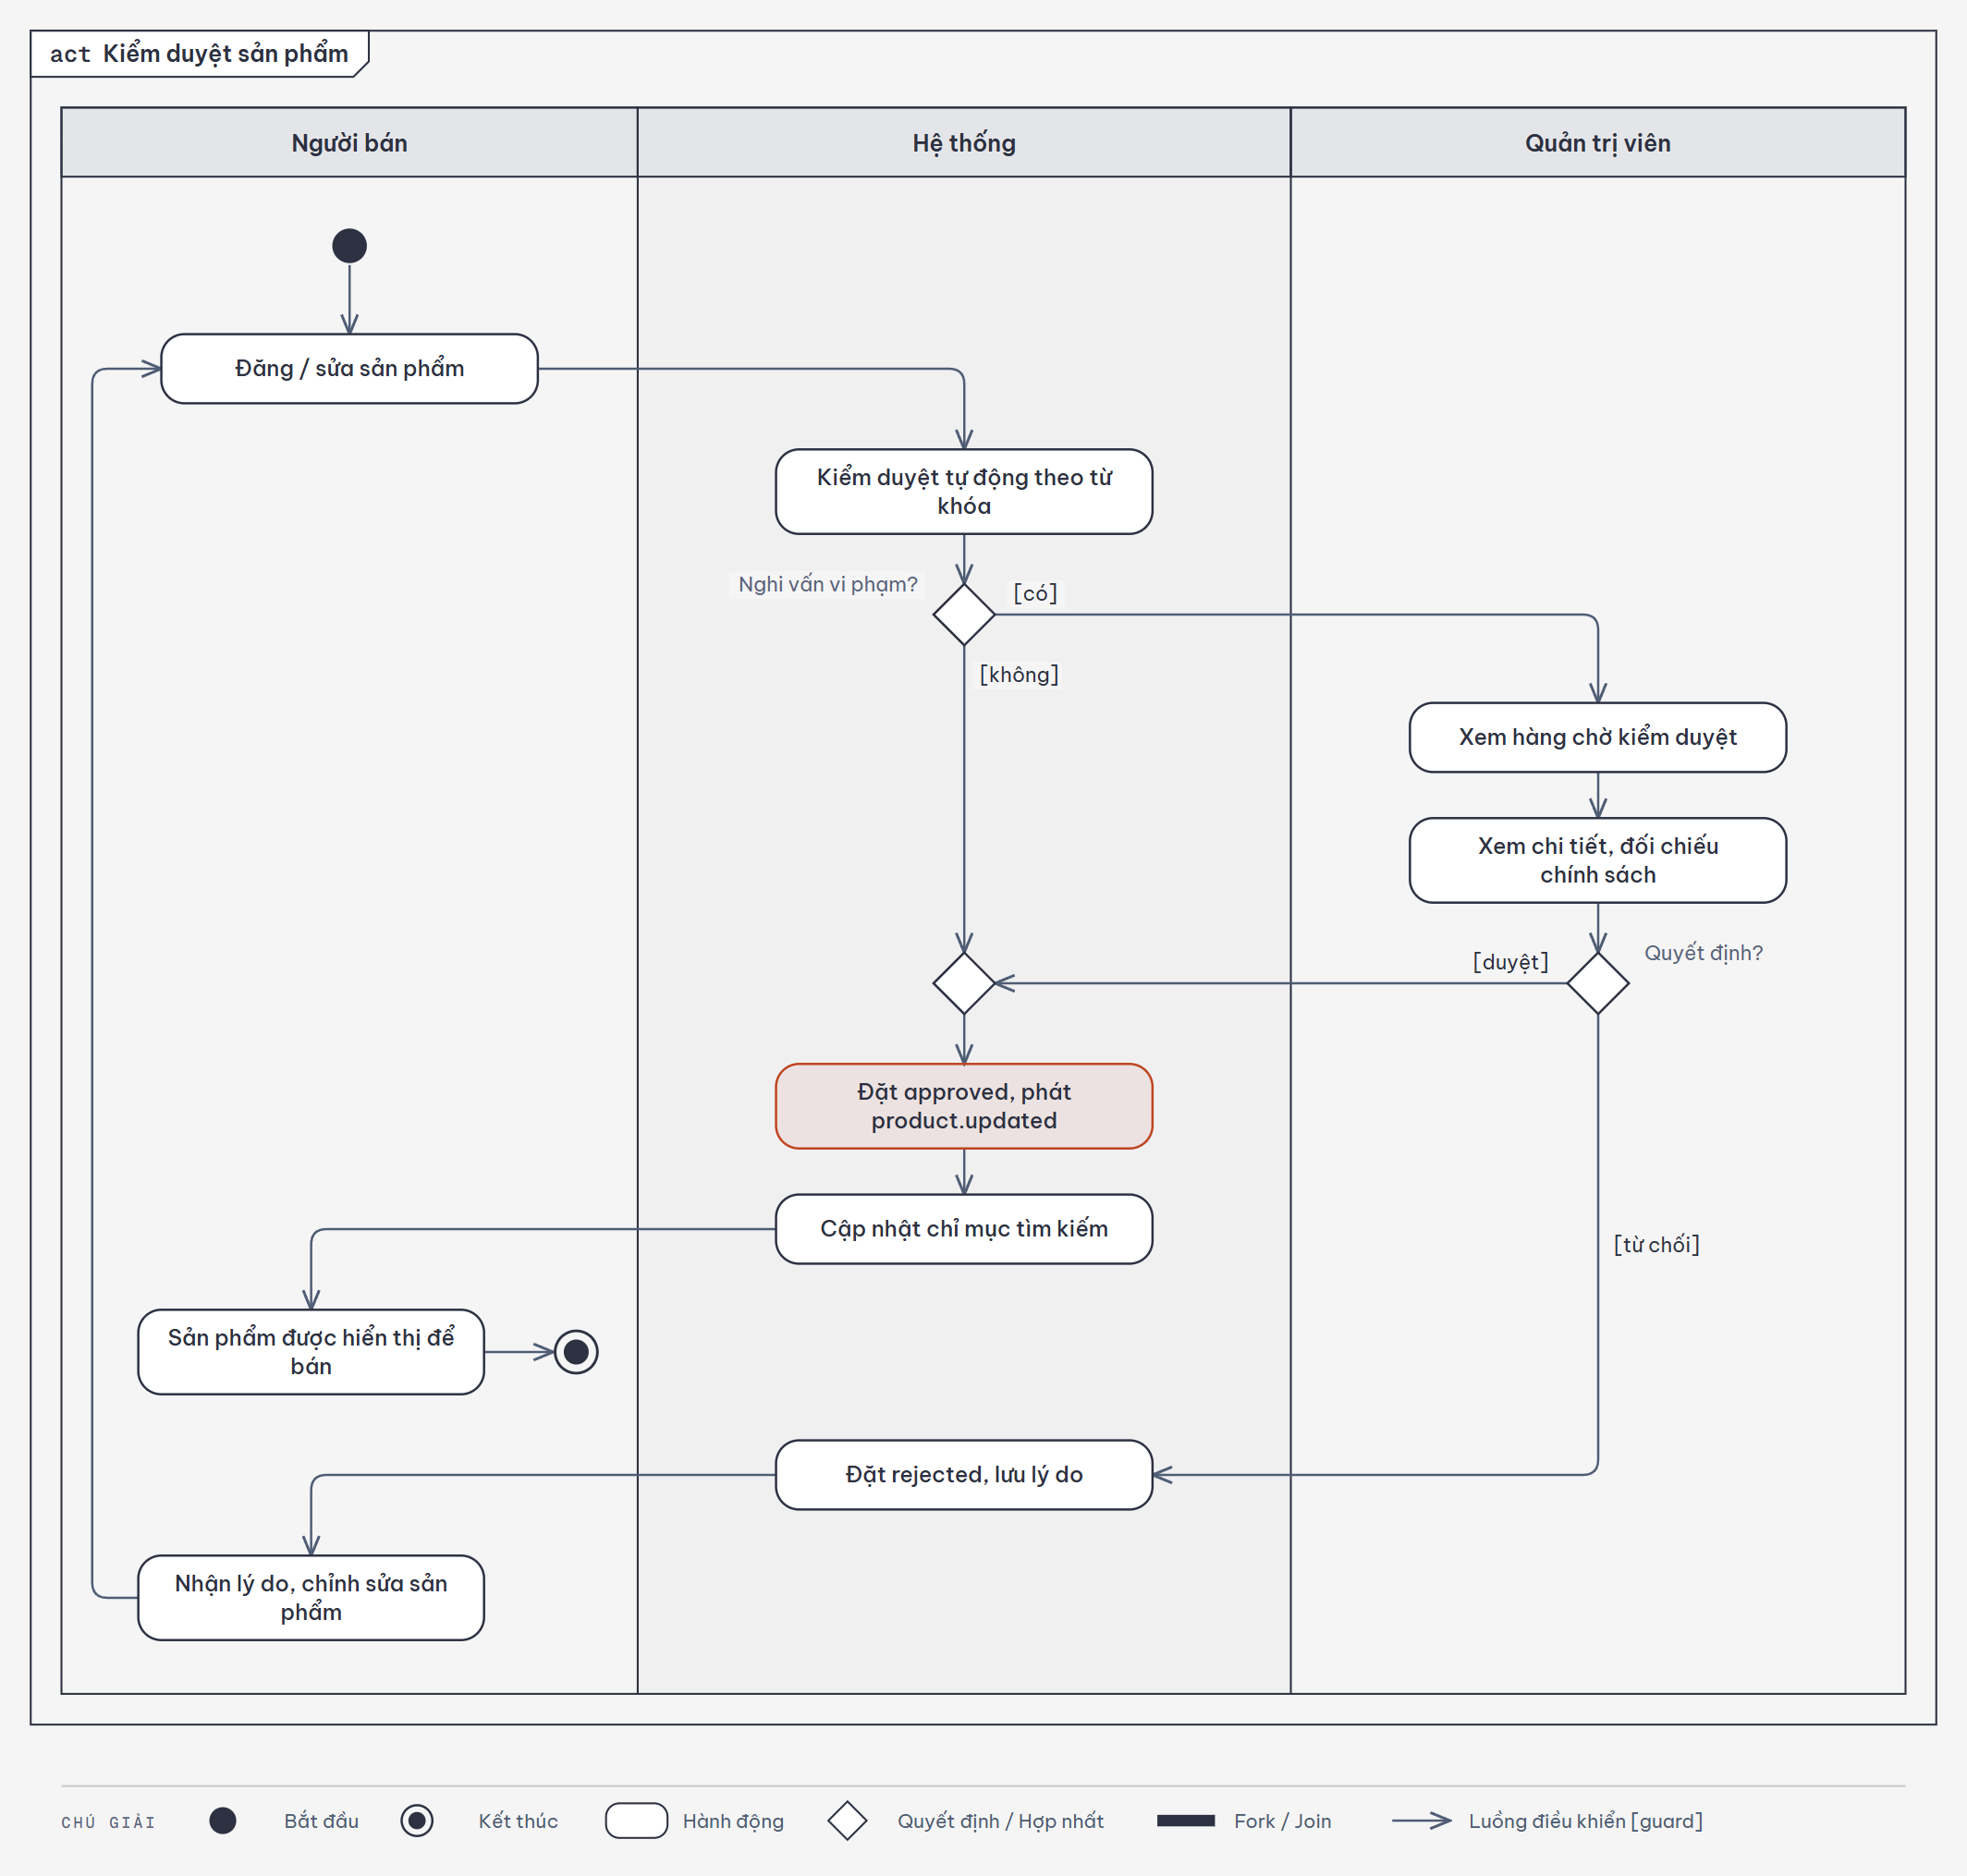 act Kiểm duyệt sản phẩm
Người bán
Hệ thống
Quản trị viên
Đăng / sửa sản phẩm
Kiểm duyệt tự động theo từ
khóa
Nghi vấn vi phạm?
[có]
[không]
Xem hàng chờ kiểm duyệt
Xem chi tiết, đối chiếu
chính sách
[duyệt]
Quyết định?
Đặt approved, phát
product.updated
Cập nhật chỉ mục tìm kiếm
[từ chối]
Sản phẩm được hiển thị để
bán
Đặt rejected, lưu lý do
Nhận lý do, chỉnh sửa sản
phẩm
CHÚ GIẢI
Bắt đầu
Kết thúc
Hành động
Quyết định / Hợp nhất
Fork / Join
Luồng điều khiển [guard]